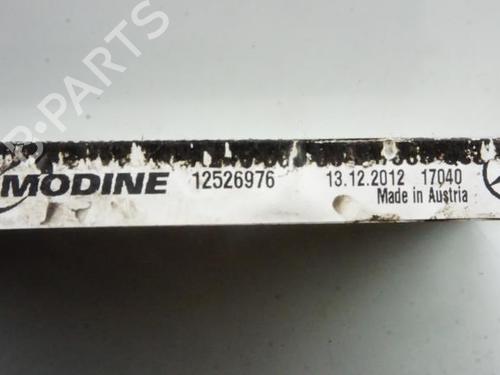 B-PARTS
MODINE 12526976 13.12.2012 17040
Made in Austria